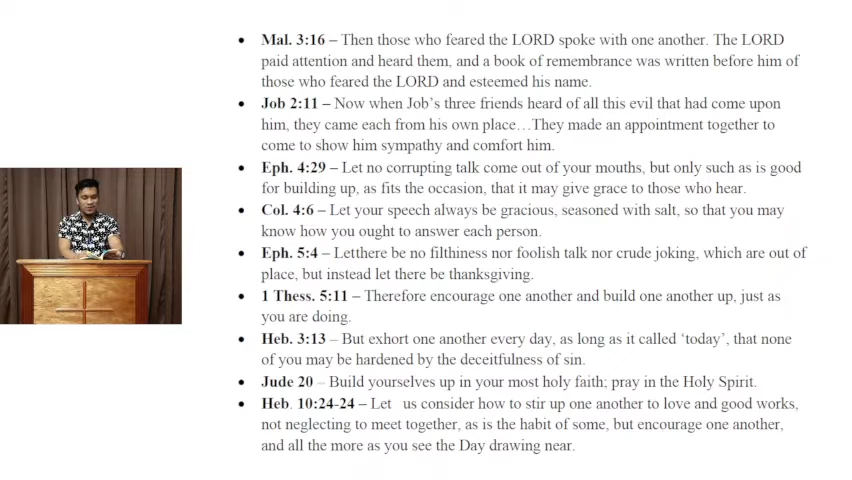 • Mal. 3:16 – Then those who feared the LORD spoke with one another. The LORD
paid attention and heard them, and a book of remembrance was written before him of
those who feared the LORD and esteemed his name.
• Job 2:11 – Now when Job's three friends heard of all this evil that had come upon
him, they came each from his own place…They made an appointment together to
come to show him sympathy and comfort him.
• Eph. 4:29 – Let no corrupting talk come out of your mouths, but only such as is good
for building up, as fits the occasion, that it may give grace to those who hear.
• Col. 4:6 – Let your speech always be gracious, seasoned with salt, so that you may
know how you ought to answer each person.
• Eph. 5:4 – Letthere be no filthiness nor foolish talk nor crude joking, which are out of
place, but instead let there be thanksgiving.
• 1 Thess. 5:11 – Therefore encourage one another and build one another up, just as
you are doing.
• Heb. 3:13 – But exhort one another every day, as long as it called 'today', that none
of you may be hardened by the deceitfulness of sin.
• Jude 20 – Build yourselves up in your most holy faith; pray in the Holy Spirit.
• Heb. 10:24-24 – Let us consider how to stir up one another to love and good works,
not neglecting to meet together, as is the habit of some, but encourage one another,
and all the more as you see the Day drawing near.